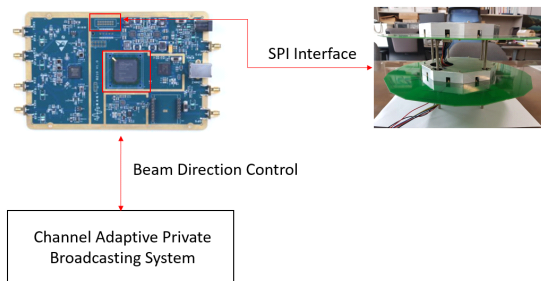 SPI Interface
Beam Direction Control
Channel Adaptive Private
Broadcasting System